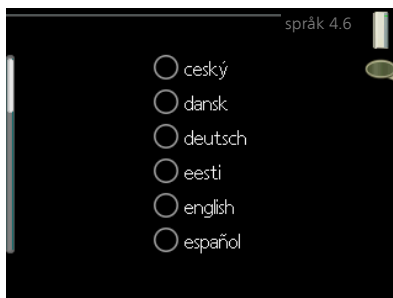 språk 4.6
ceský
dansk
deutsch
eesti
english
español